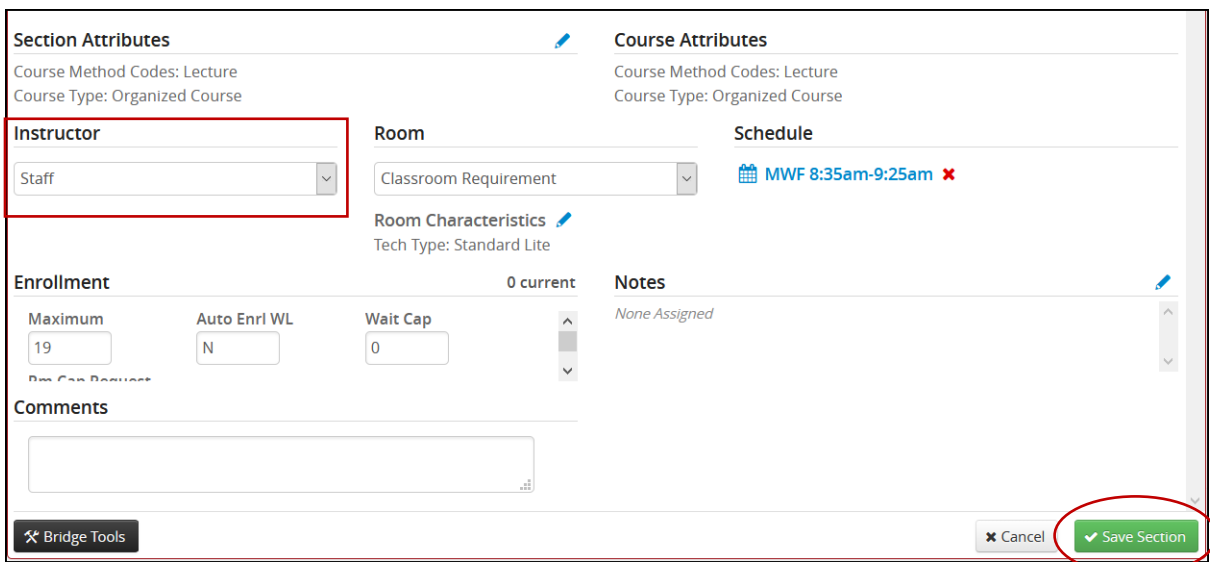 Section Attributes
Course Attributes
Course Method Codes: Lecture
Course Type: Organized Course
Course Method Codes: Lecture
Course Type: Organized Course
Instructor
Room
Schedule
Staff
Classroom Requirement
MWF 8:35am-9:25am
Room Characteristics
Tech Type: Standard Lite
Enrollment
0 current
Notes
Maximum
Auto Enrl WL
Wait Cap
None Assigned
19
N
0
Rm Cap Request
Comments
Bridge Tools
Cancel
Save Section